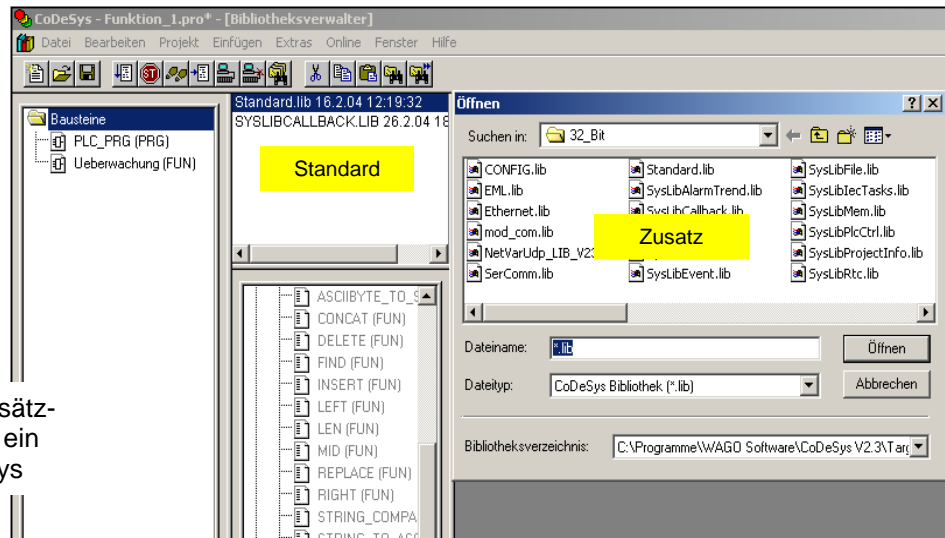 CoDeSys - Funktion_1.pro* - [Bibliotheksverwalter]
Datei Bearbeiten Projekt Einfügen Extras Online Fenster Hilfe
Bausteine
PLC_PRG (PRG)
Ueberwachung (FUN)
Standard.lib 16.2.04 12:19:32
SYSLIBCALLBACK.LIB 26.2.04 18
Standard
ASCIIBYTE_TO_S
CONCAT (FUN)
DELETE (FUN)
FIND (FUN)
INSERT (FUN)
LEFT (FUN)
LEN (FUN)
MID (FUN)
REPLACE (FUN)
RIGHT (FUN)
STRING_COMPA
Öffnen
Suchen in: 32_Bit
CONFIG.lib
EML.lib
Ethernet.lib
mod_com.lib
NetVarUdp_LIB_V23
SerComm.lib
Standard.lib
SysLibAlarmTrend.lib
SysLibCallback.lib
Zusatz
SysLibEvent.lib
SysLibFile.lib
SysLibIecTasks.lib
SysLibMem.lib
SysLibPlcCtrl.lib
SysLibProjectInfo.lib
SysLibRtc.lib
Dateiname: *.lib
Öffnen
Dateityp: CoDeSys Bibliothek (*.lib)
Abbrechen
Bibliotheksverzeichnis: C:\Programme\WAGO Software\CoDeSys V2.3\Targ
sätz-
ein
ys